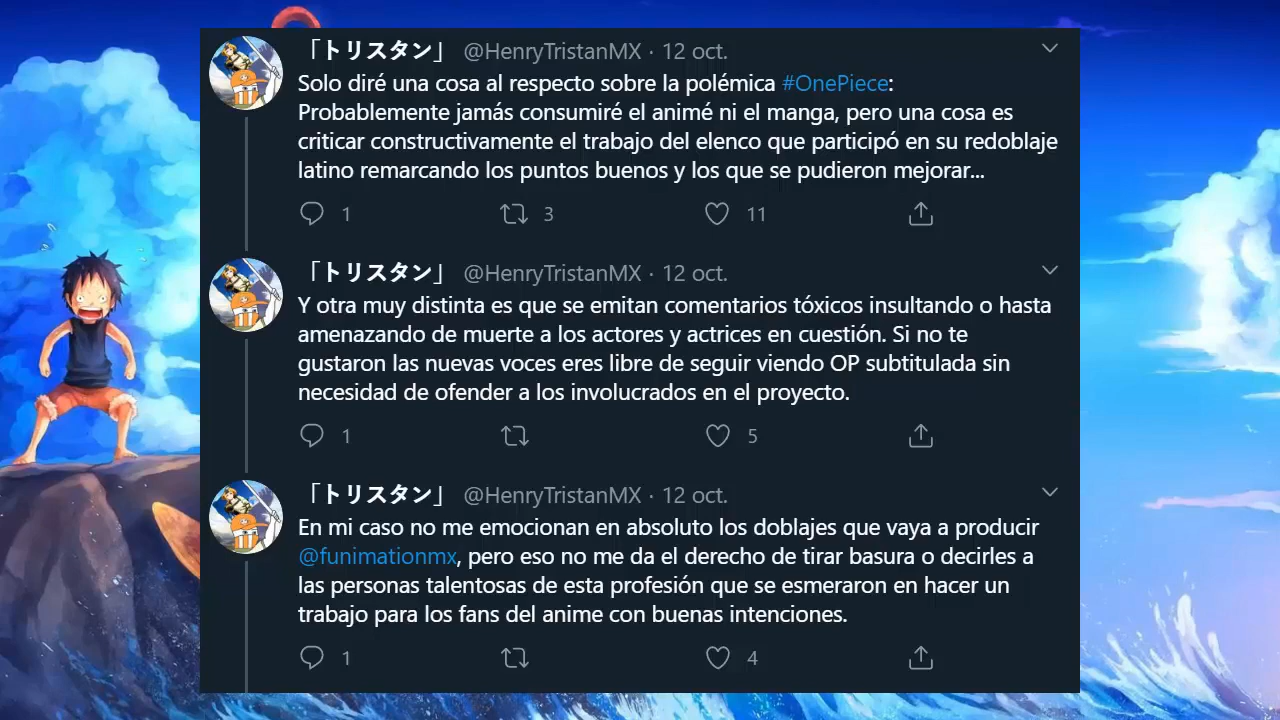 「トリスタン」 @HenryTristanMX · 12 oct.
Solo diré una cosa al respecto sobre la polémica #OnePiece:
Probablemente jamás consumiré el animé ni el manga, pero una cosa es
criticar constructivamente el trabajo del elenco que participó en su redoblaje
latino remarcando los puntos buenos y los que se pudieron mejorar...
1 3 11
「トリスタン」 @HenryTristanMX · 12 oct.
Y otra muy distinta es que se emitan comentarios tóxicos insultando o hasta
amenazando de muerte a los actores y actrices en cuestión. Si no te
gustaron las nuevas voces eres libre de seguir viendo OP subtitulada sin
necesidad de ofender a los involucrados en el proyecto.
1 5
「トリスタン」 @HenryTristanMX · 12 oct.
En mi caso no me emocionan en absoluto los doblajes que vaya a producir
@funimationmx, pero eso no me da el derecho de tirar basura o decirles a
las personas talentosas de esta profesión que se esmeraron en hacer un
trabajo para los fans del anime con buenas intenciones.
1 4